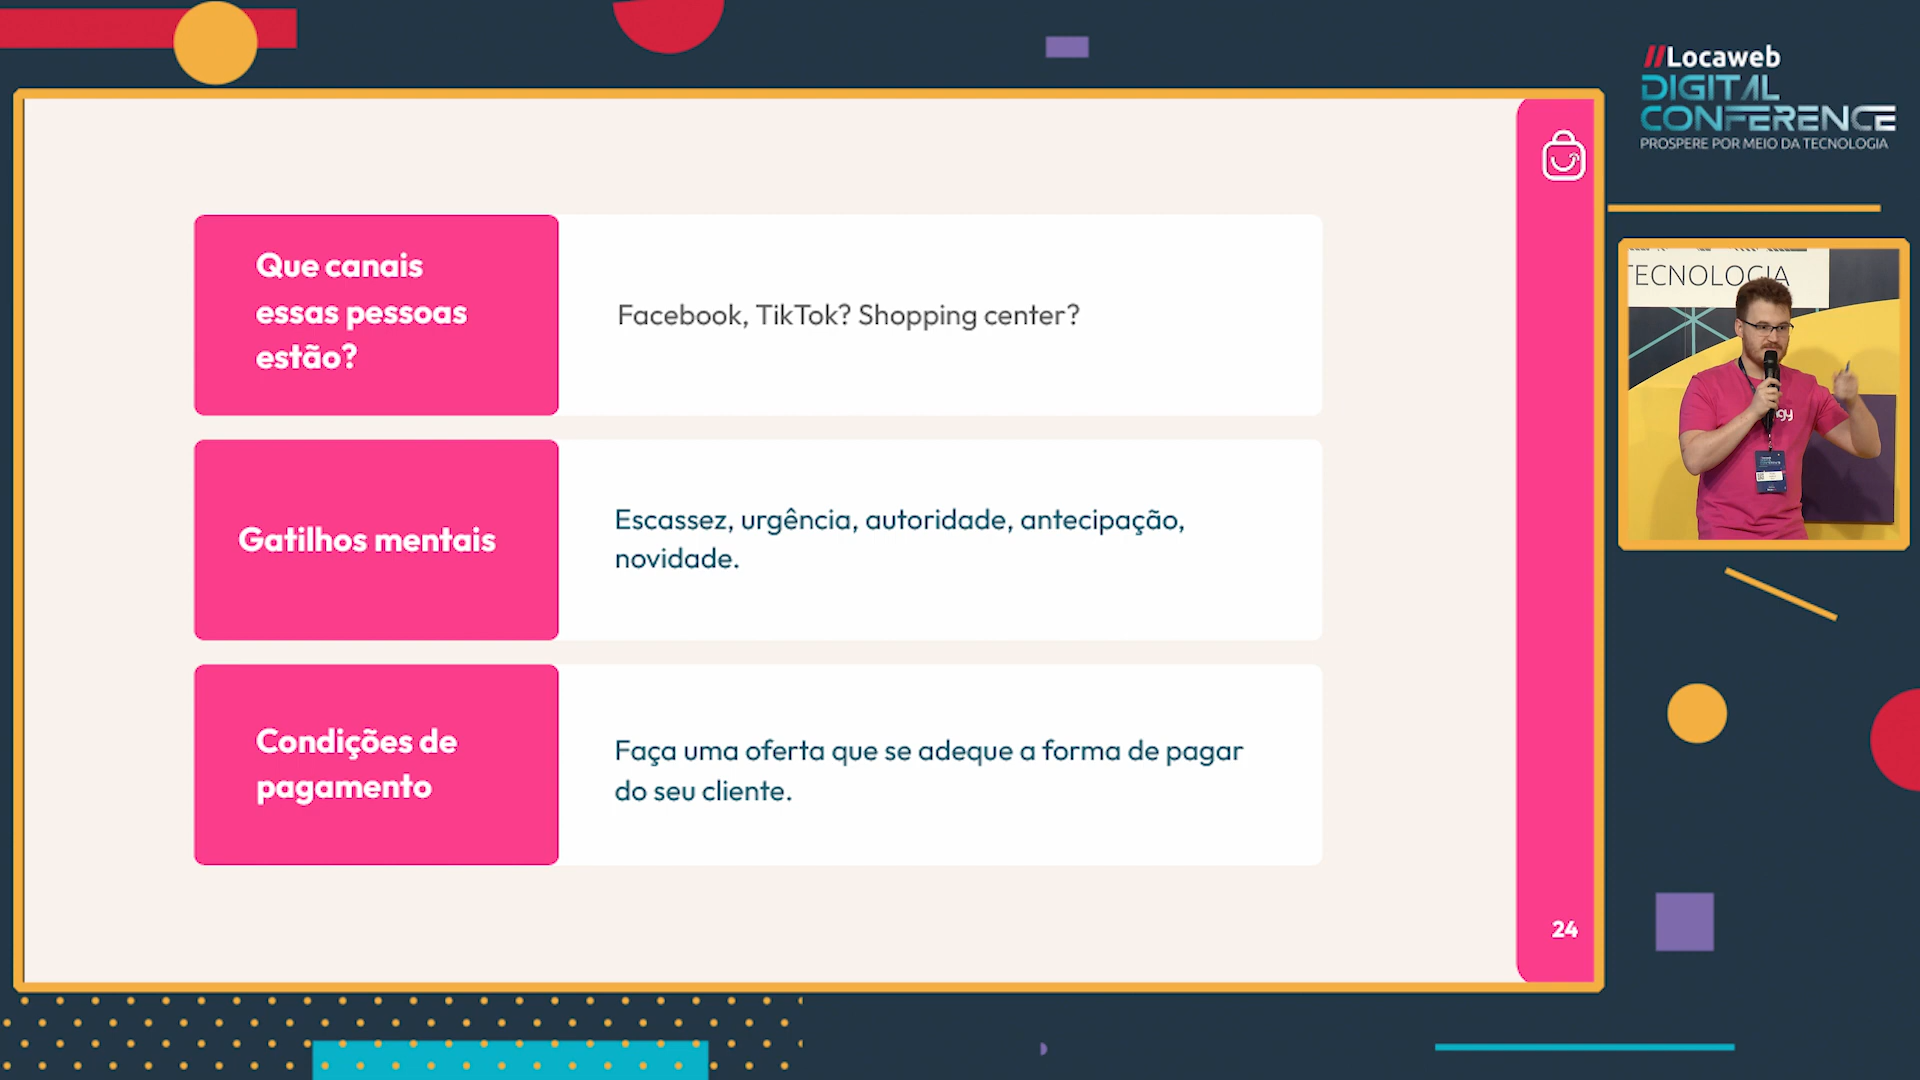 //Locaweb
DIGITAL
CONFERENCE
PROSPERE POR MEIO DA TECNOLOGIA
Que canais
essas pessoas
estão?
Facebook, TikTok? Shopping center?
Gatilhos mentais
Escassez, urgência, autoridade, antecipação,
novidade.
Condições de
pagamento
Faça uma oferta que se adeque a forma de pagar
do seu cliente.
24
TECNOLOGIA